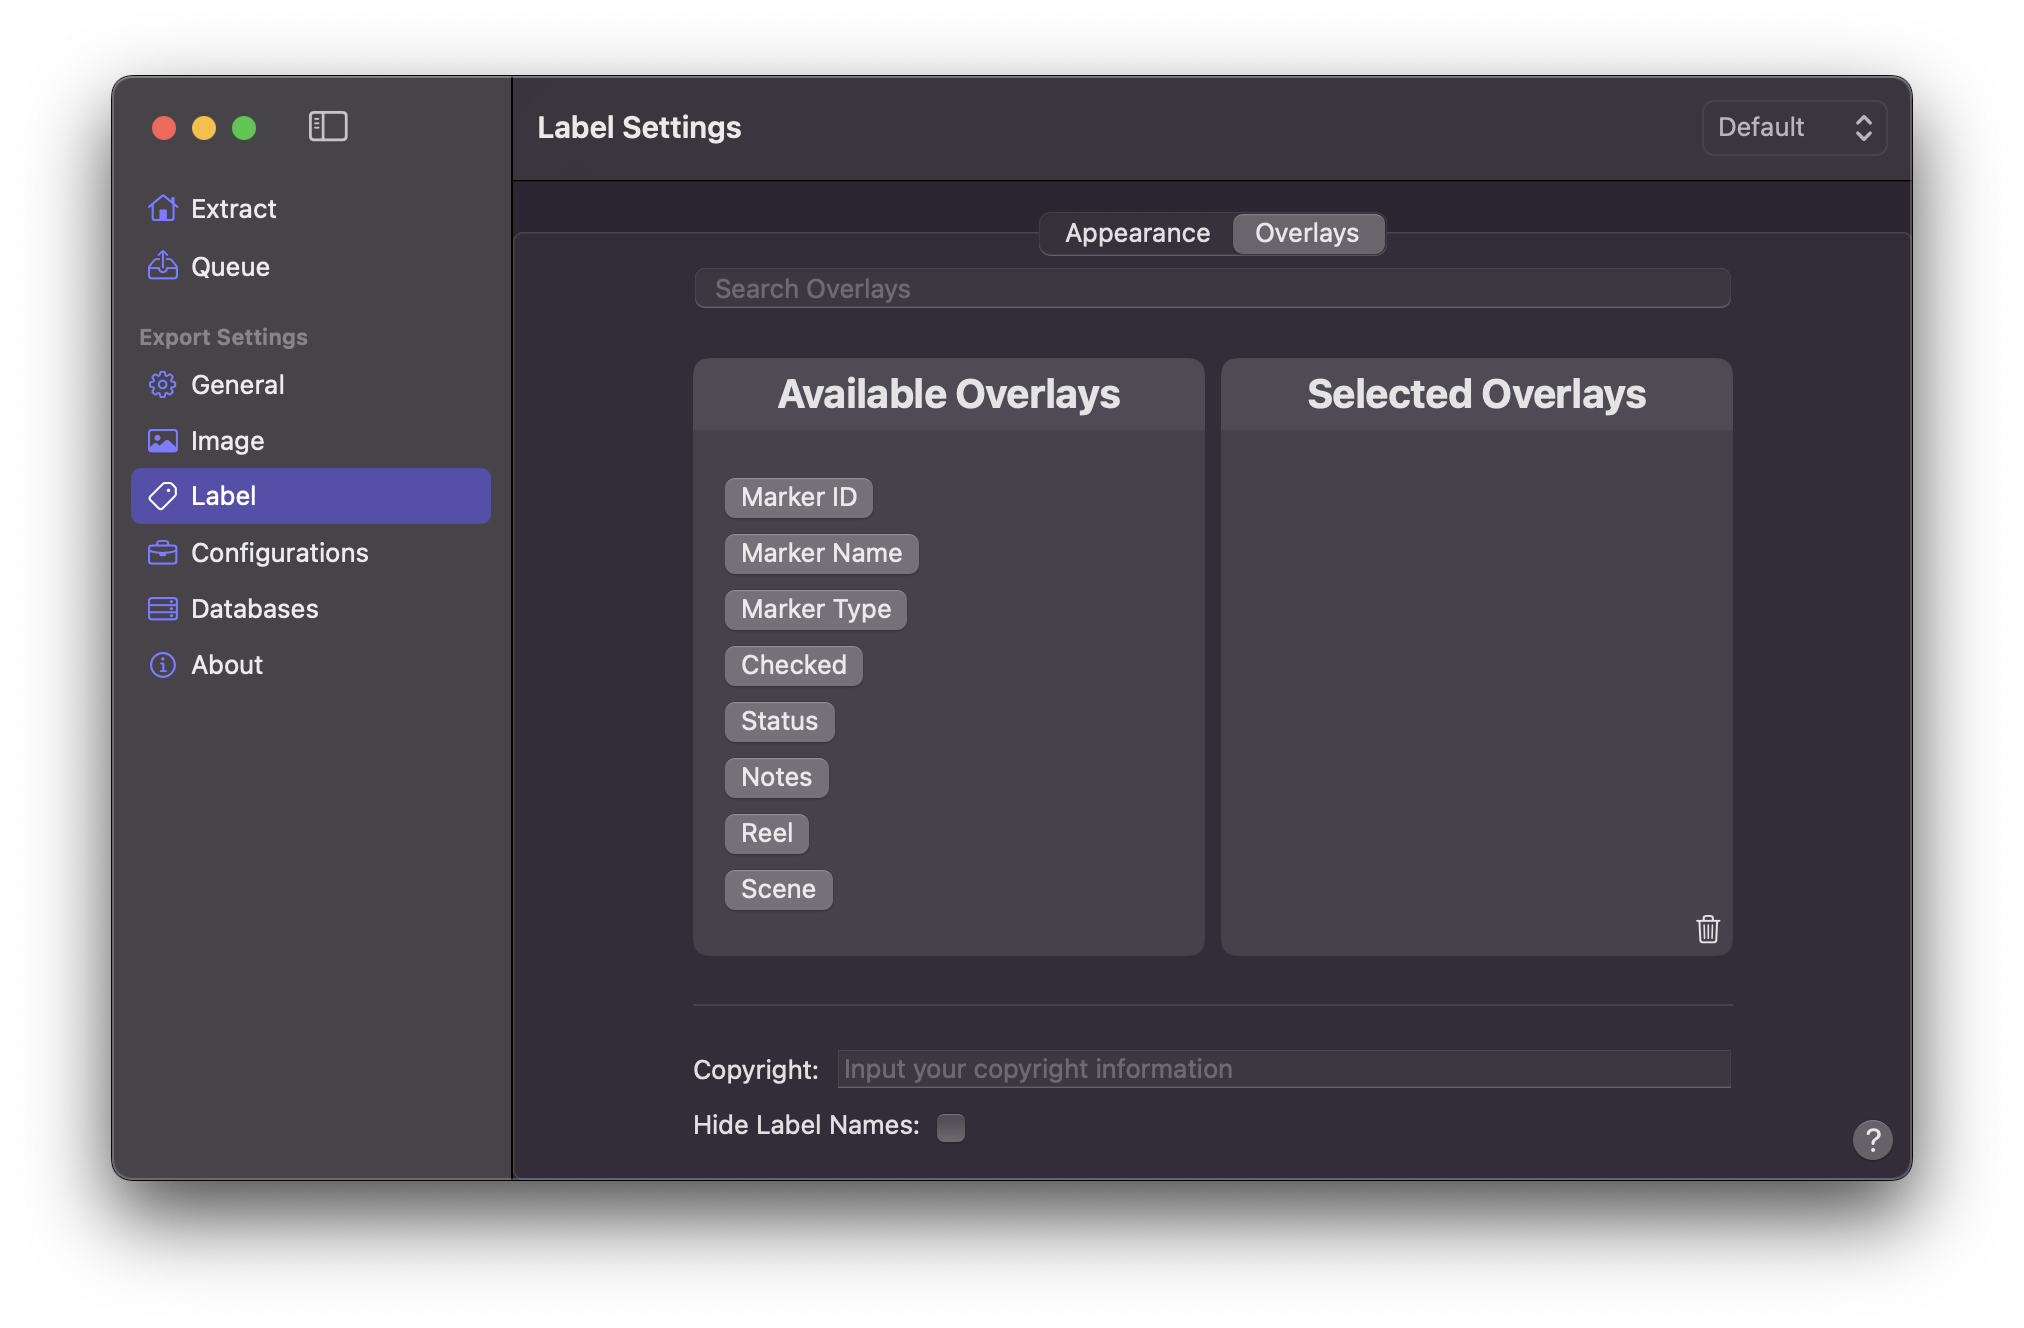 Label Settings
Default
Extract
Queue
Export Settings
General
Image
Label
Configurations
Databases
About
Appearance
Overlays
Search Overlays
Available Overlays
Marker ID
Marker Name
Marker Type
Checked
Status
Notes
Reel
Scene
Selected Overlays
Copyright: Input your copyright information
Hide Label Names:
?